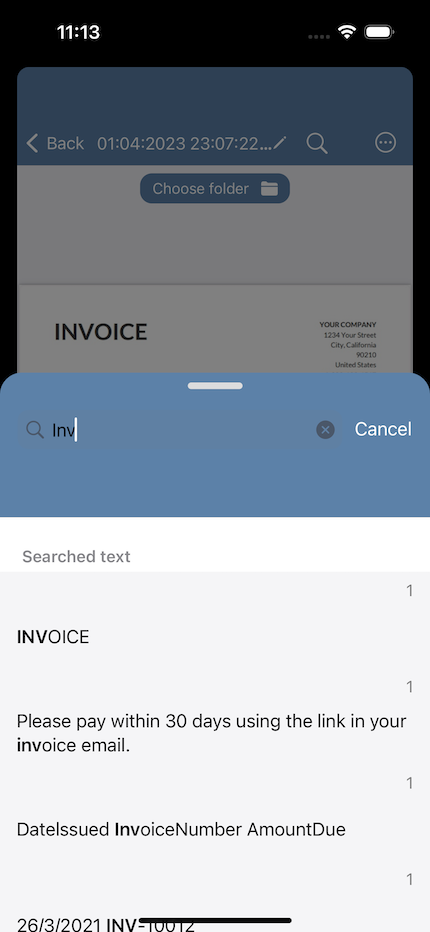 11:13
Back 01:04:2023 23:07:22...
Choose folder
INVOICE
YOUR COMPANY
1234 Your Street
City, California
90210
United States
Inv
Cancel
Searched text
1
INVOICE
1
Please pay within 30 days using the link in your
invoice email.
1
DateIssued InvoiceNumber AmountDue
1
26/3/2021 INV-10012